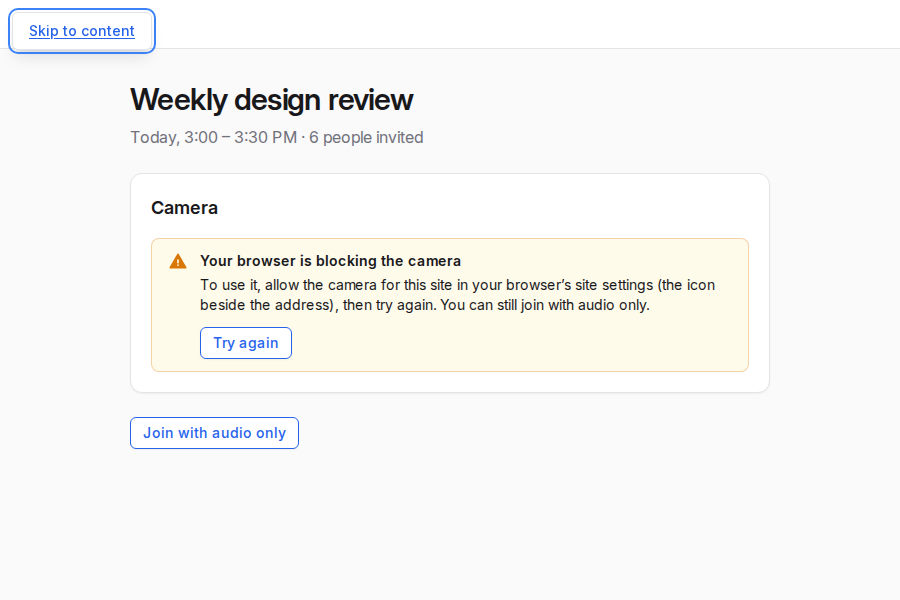 Skip to content
Weekly design review
Today, 3:00 – 3:30 PM · 6 people invited
Camera
Your browser is blocking the camera
To use it, allow the camera for this site in your browser’s site settings (the icon
beside the address), then try again. You can still join with audio only.
Try again
Join with audio only